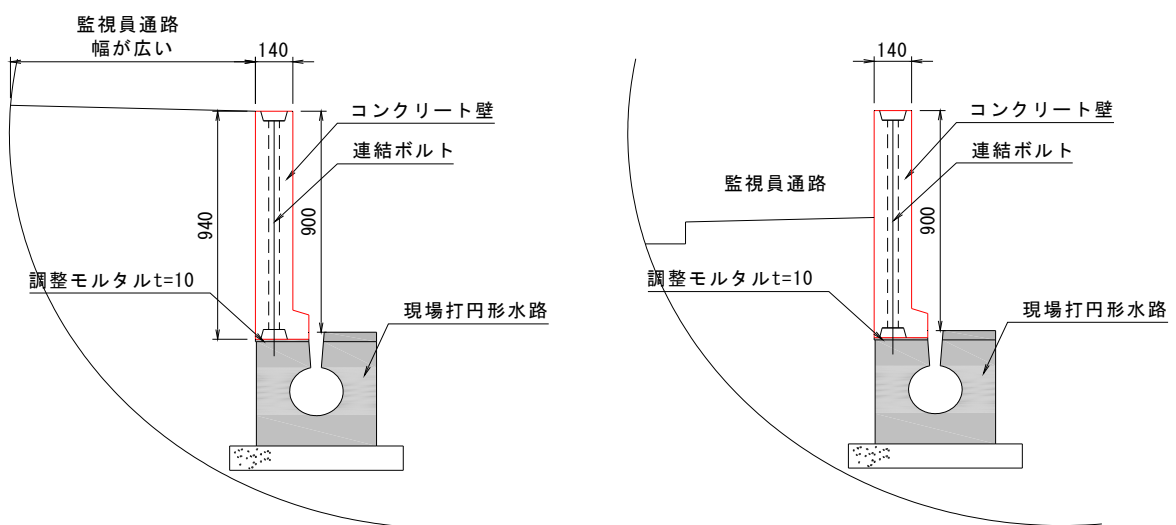 監視員通路
幅が広い
140
コンクリート壁
連結ボルト
940
900
調整モルタルt=10
現場打円形水路
140
コンクリート壁
連結ボルト
監視員通路
900
調整モルタルt=10
現場打円形水路